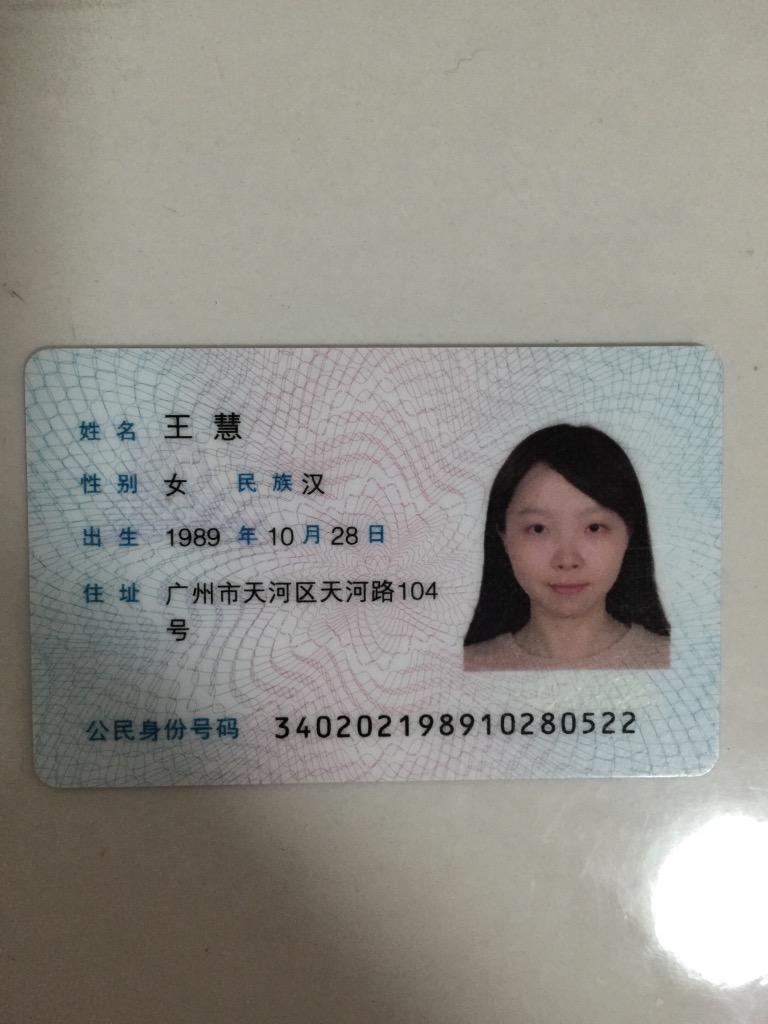 姓名 王慧
性别 女 民族 汉
出生 1989 年 10 月 28 日
住址 广州市天河区天河路104
号
公民身份号码 340202198910280522